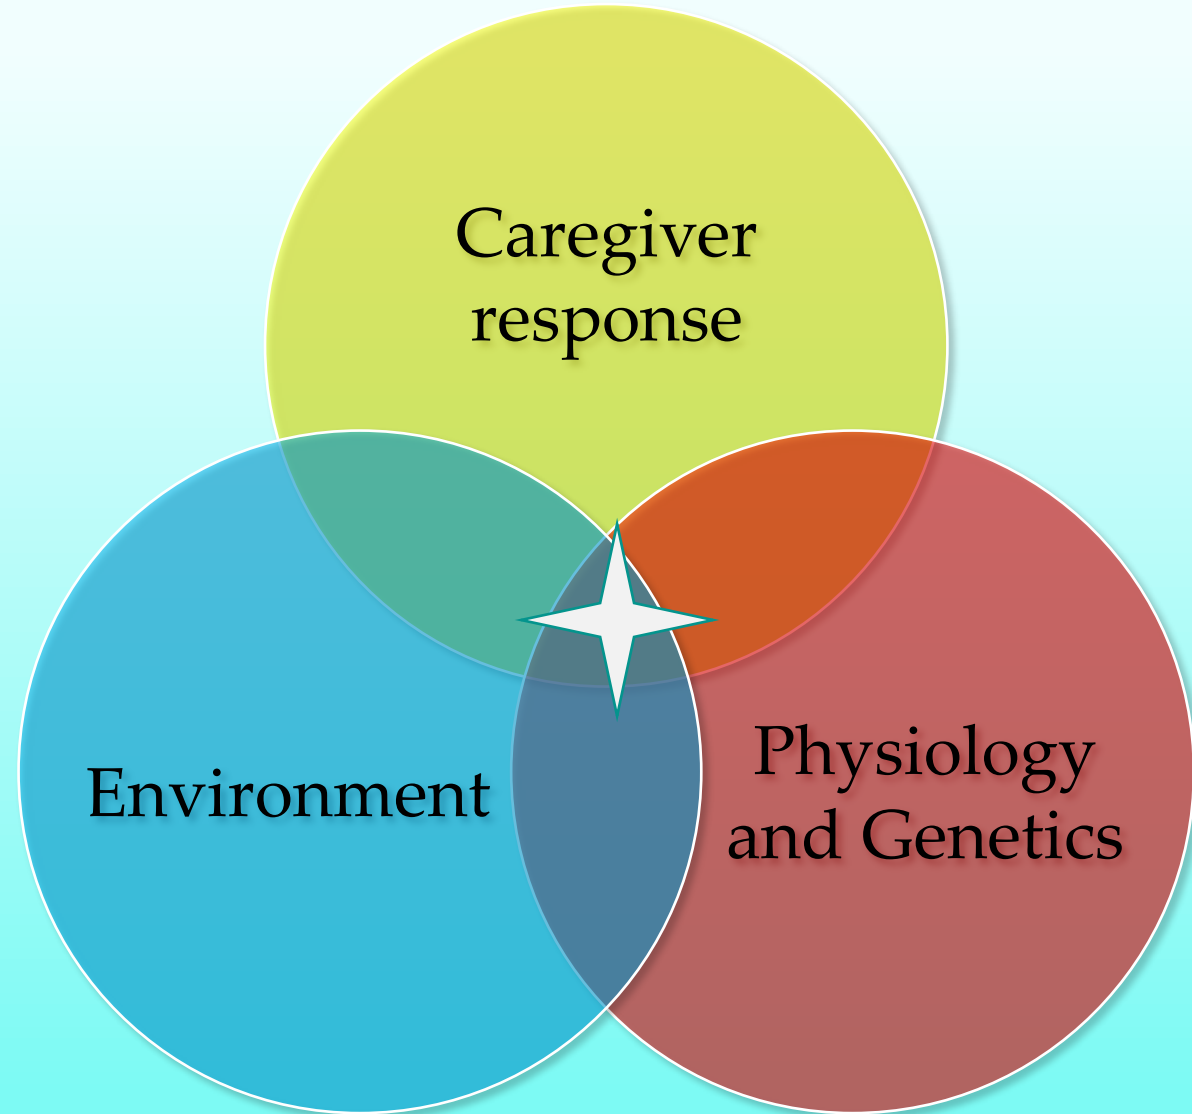 Caregiver
response
Environment
Physiology
and Genetics